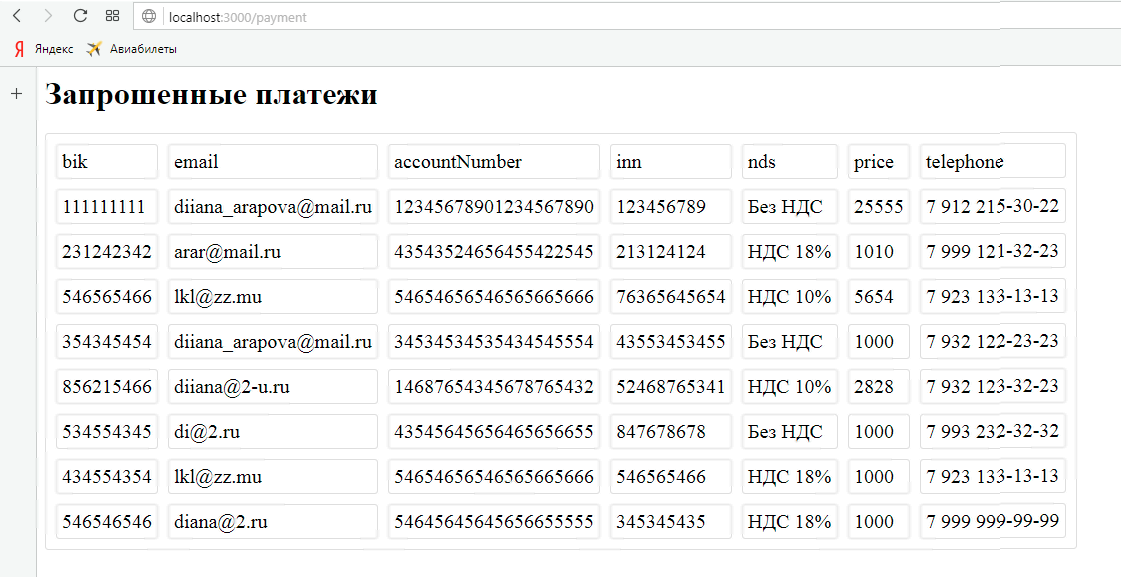 localhost:3000/payment
Яндекс Авиабилеты
Запрошенные платежи
bik email accountNumber inn nds price telephone
111111111 diiana_arapova@mail.ru 12345678901234567890 123456789 Без НДС 25555 7 912 215-30-22
231242342 arar@mail.ru 43543524656455422545 213124124 НДС 18% 1010 7 999 121-32-23
546565466 lkl@zz.mu 54654656546565665666 76365645654 НДС 10% 5654 7 923 133-13-13
354345454 diiana_arapova@mail.ru 34534534535434545554 43553453455 Без НДС 1000 7 932 122-23-23
856215466 diiana@2-u.ru 14687654345678765432 52468765341 НДС 10% 2828 7 932 123-32-23
534554345 di@2.ru 43545645656465656655 847678678 Без НДС 1000 7 993 232-32-32
434554354 lkl@zz.mu 54654656546565665666 546565466 НДС 18% 1000 7 923 133-13-13
546546546 diana@2.ru 54645645645656655555 345345435 НДС 18% 1000 7 999 999-99-99